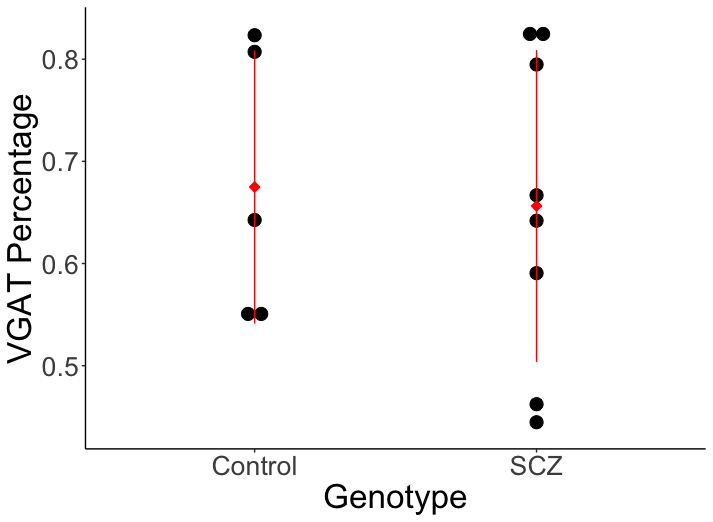 VGAT Percentage
0.8
0.7
0.6
0.5
Control SCZ
Genotype